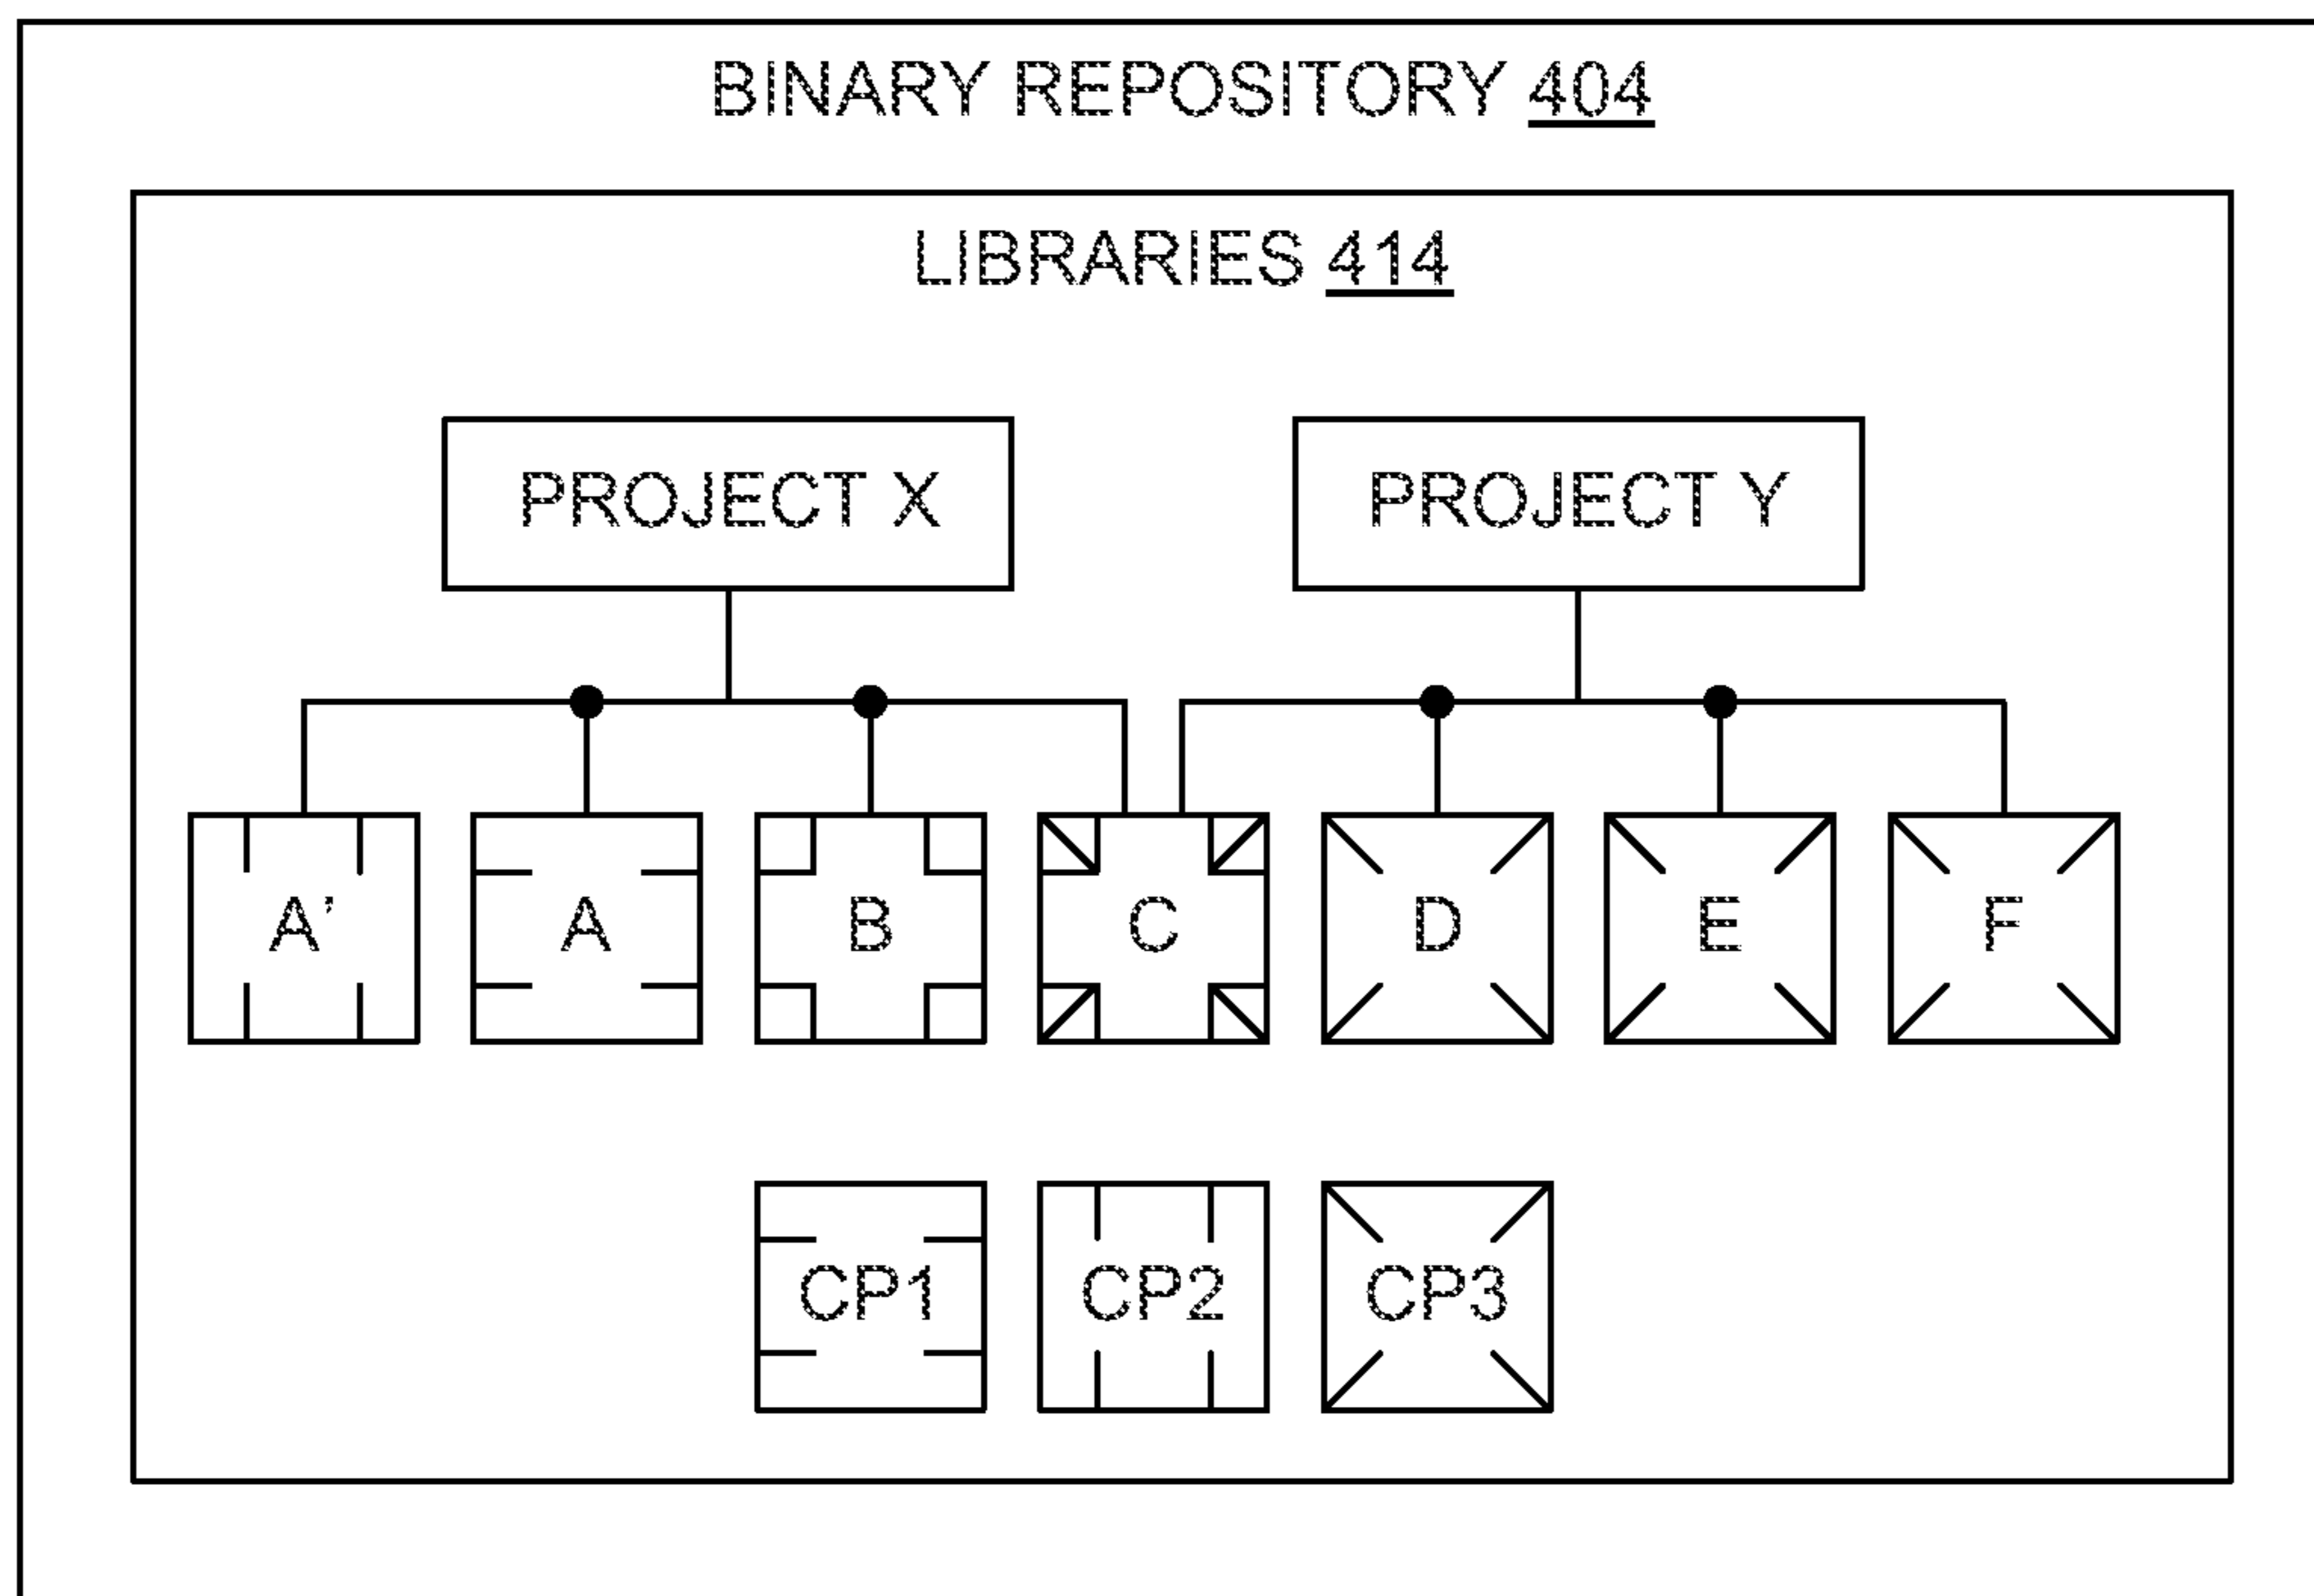 BINARY REPOSITORY 404
LIBRARIES 414
PROJECT X PROJECT Y
A' A B C D E F
CP1 CP2 CP3